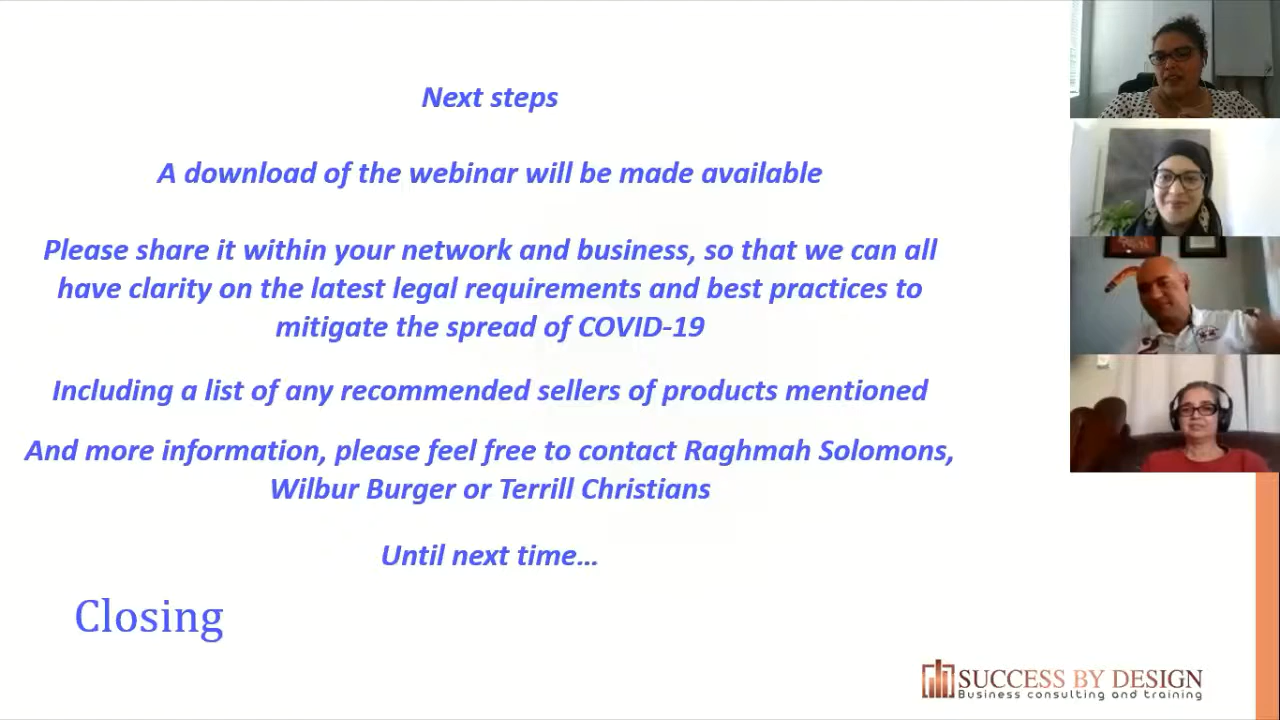 Next steps
A download of the webinar will be made available
Please share it within your network and business, so that we can all
have clarity on the latest legal requirements and best practices to
mitigate the spread of COVID-19
Including a list of any recommended sellers of products mentioned
And more information, please feel free to contact Raghmah Solomons,
Wilbur Burger or Terrill Christians
Until next time...
Closing
SUCCESS BY DESIGN
Business consulting and training